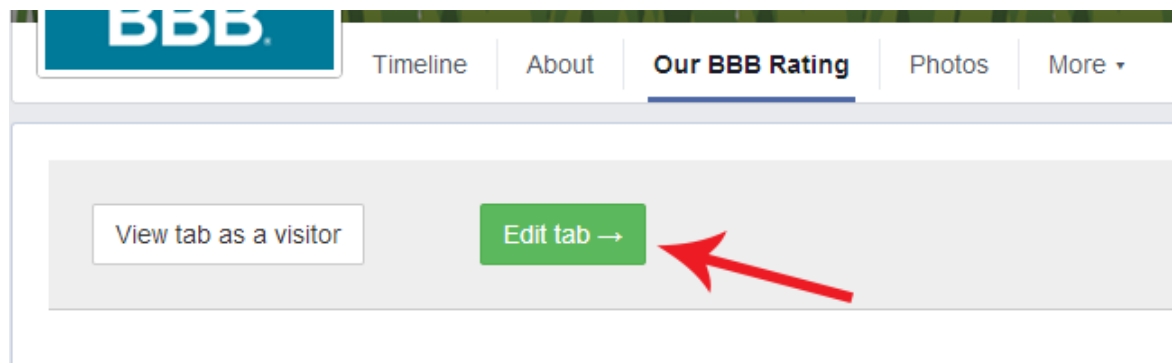 BBB.
Timeline About Our BBB Rating Photos More ▾
View tab as a visitor Edit tab →